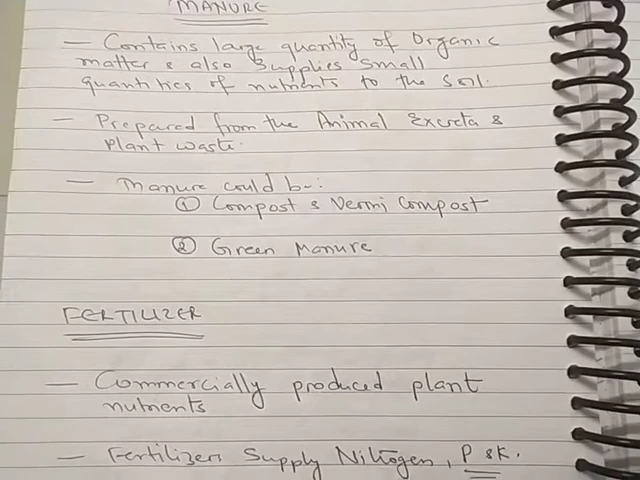 MANURE
— Contains large quantity of Organic
matter & also Supplies Small
quantities of nutrients to the Soil.
— Prepared from the Animal Excreta &
Plant waste.
— Manure could be:
① Compost & Vermi Compost
② Green Manure
FERTILIZER
— Commercially produced plant
nutrients
— Fertilizers Supply Nitrogen, P & K.